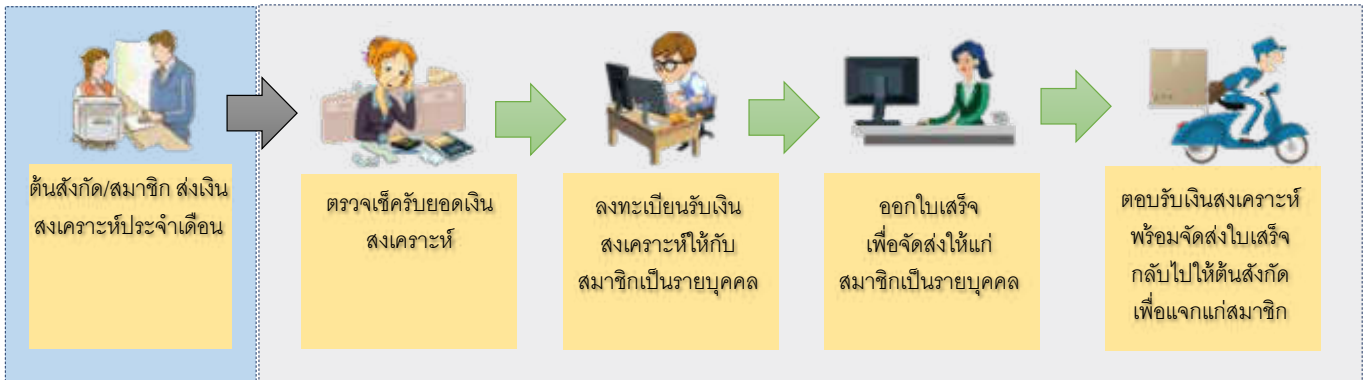 ต้นสังกัด/สมาชิก ส่งเงิน
สงเคราะห์ประจำเดือน
ตรวจเช็ครับยอดเงิน
สงเคราะห์
ลงทะเบียนรับเงิน
สงเคราะห์ให้กับ
สมาชิกเป็นรายบุคคล
ออกใบเสร็จ
เพื่อจัดส่งให้แก่
สมาชิกเป็นรายบุคคล
ตอบรับเงินสงเคราะห์
พร้อมจัดส่งใบเสร็จ
กลับไปให้ต้นสังกัด
เพื่อแจกแก่สมาชิก